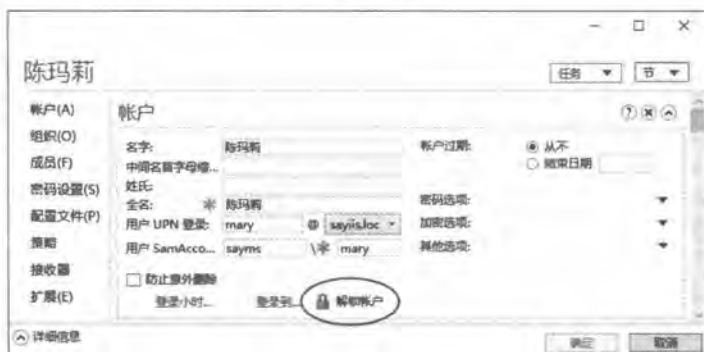 陈玛莉
任务
节
帐户(A)
组织(O)
成员(F)
密码设置(S)
配置文件(P)
策略
接收器
扩展(E)
帐户
名字: 陈玛莉
中间名首字母缩...
姓氏:
全名: * 陈玛莉
用户 UPN 登录: mary @ sayiis.loc
用户 SamAcco... sayms \* mary
防止意外删除
登录小时... 登录到... 解锁帐户
帐户过期: 从不
结束日期
密码选项:
加密选项:
其他选项:
详细信息
确定 取消